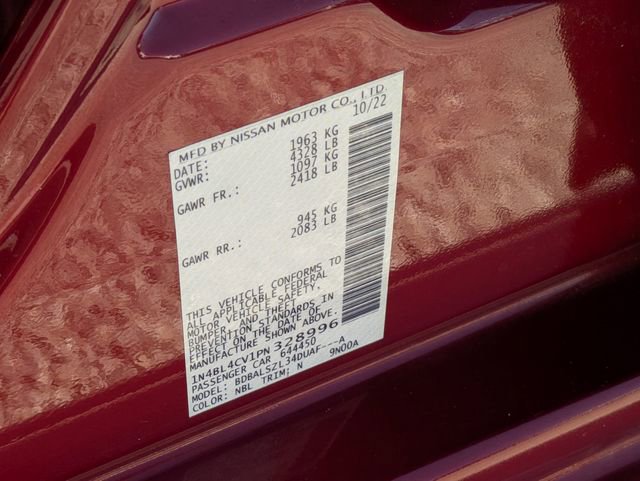 MFD BY NISSAN MOTOR CO., LTD.
DATE: 10/22
GVWR: 1963 KG
4328 LB
GAWR FR.: 1097 KG
2418 LB
GAWR RR.: 945 KG
2083 LB
THIS VEHICLE CONFORMS TO
ALL APPLICABLE FEDERAL
MOTOR VEHICLE SAFETY,
BUMPER, AND THEFT
PREVENTION STANDARDS IN
EFFECT ON THE DATE OF
MANUFACTURE SHOWN ABOVE.
1N4BL4CV1PN328996
PASSENGER CAR 644450
MODEL: BDBALSZL34DUAF---A
COLOR: NBL TRIM; N 9N00A